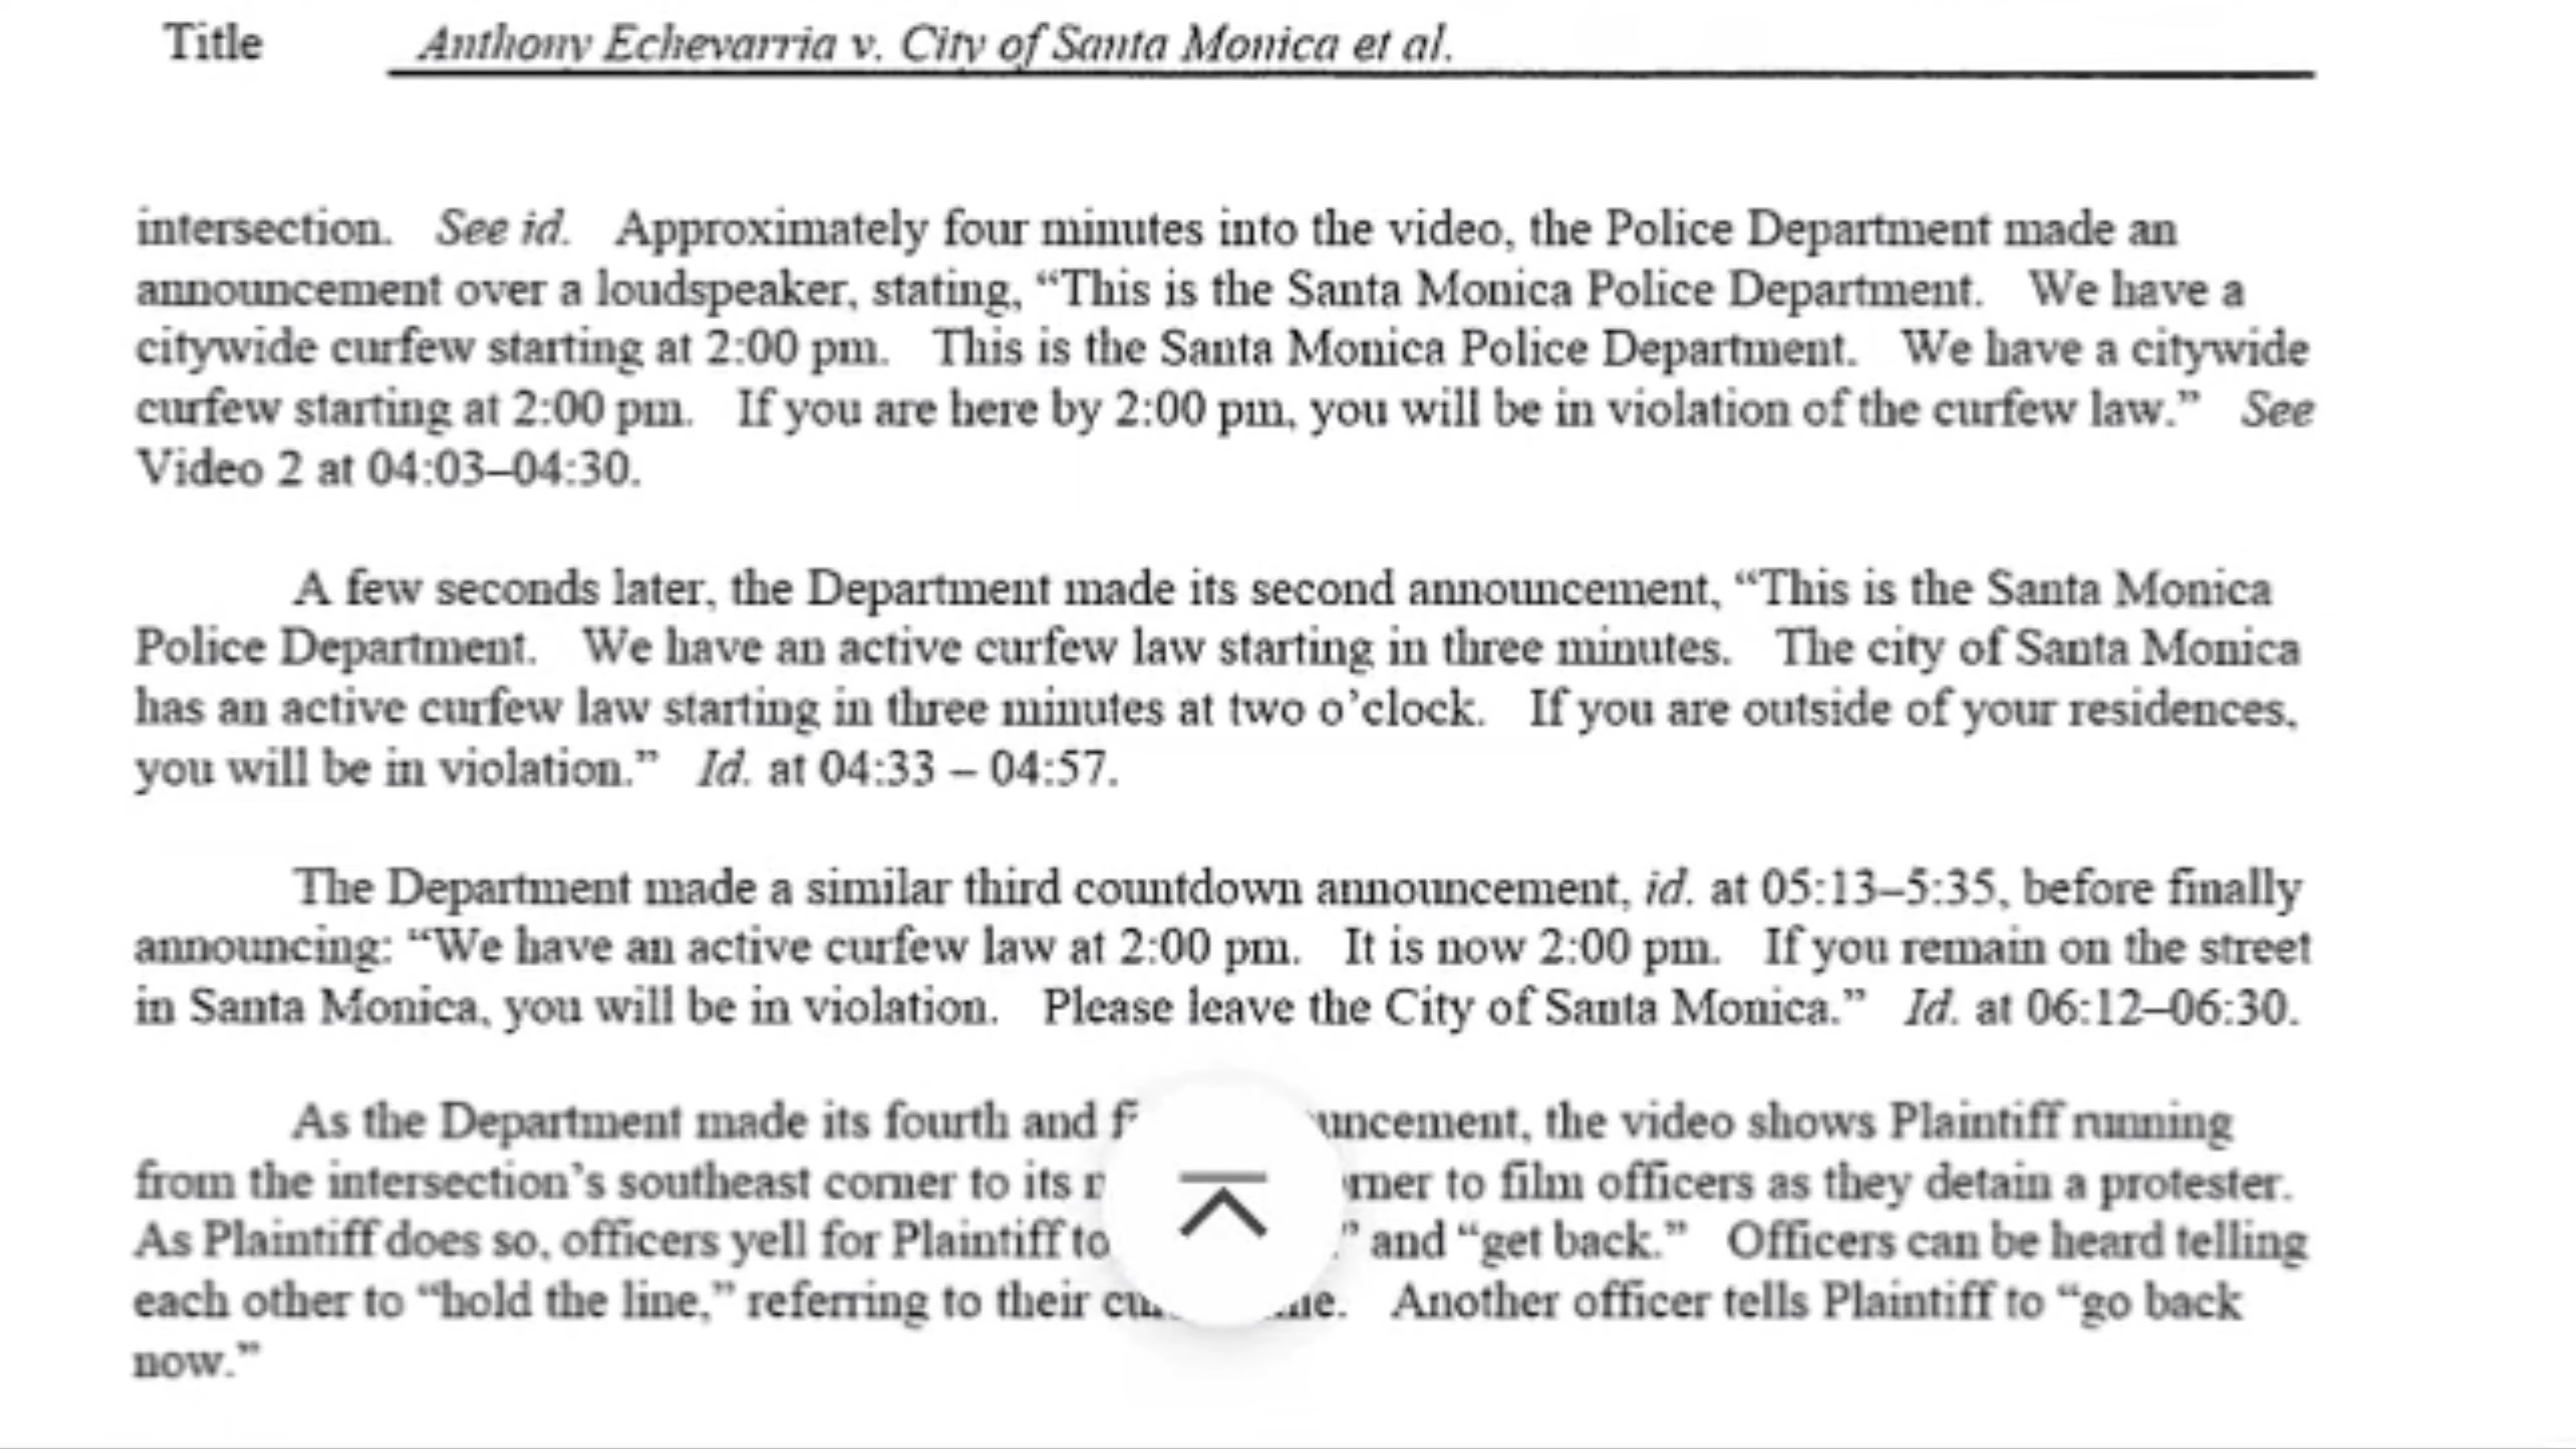 Title Anthony Echevarria v. City of Santa Monica et al.
intersection. See id. Approximately four minutes into the video, the Police Department made an
announcement over a loudspeaker, stating, “This is the Santa Monica Police Department. We have a
citywide curfew starting at 2:00 pm. This is the Santa Monica Police Department. We have a citywide
curfew starting at 2:00 pm. If you are here by 2:00 pm, you will be in violation of the curfew law.” See
Video 2 at 04:03–04:30.
A few seconds later, the Department made its second announcement, “This is the Santa Monica
Police Department. We have an active curfew law starting in three minutes. The city of Santa Monica
has an active curfew law starting in three minutes at two o’clock. If you are outside of your residences,
you will be in violation.” Id. at 04:33 – 04:57.
The Department made a similar third countdown announcement, id. at 05:13–5:35, before finally
announcing: “We have an active curfew law at 2:00 pm. It is now 2:00 pm. If you remain on the street
in Santa Monica, you will be in violation. Please leave the City of Santa Monica.” Id. at 06:12–06:30.
As the Department made its fourth and the video shows Plaintiff running
from the intersection’s southeast corner to its to film officers as they detain a protester.
As Plaintiff does so, officers yell for Plaintiff to and “get back.” Officers can be heard telling
each other to “hold the line,” referring to their Another officer tells Plaintiff to “go back
now.”